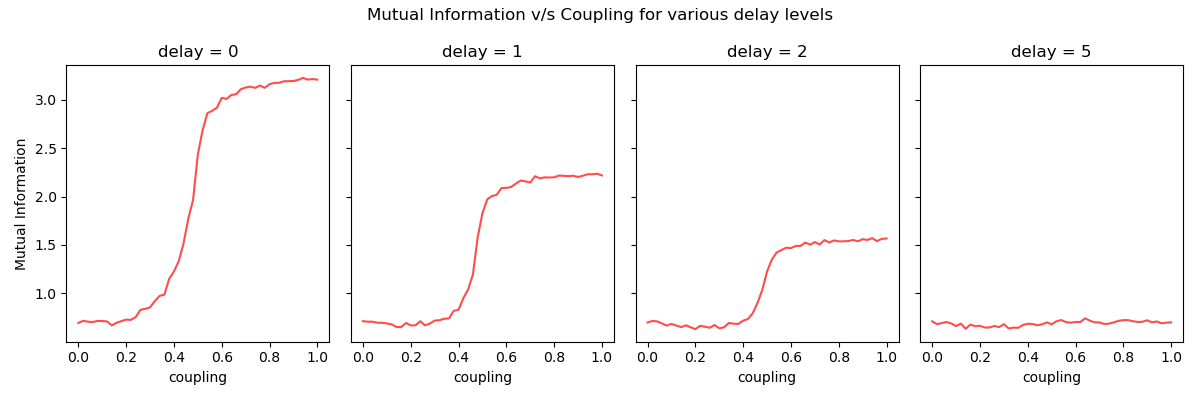 Mutual Information v/s Coupling for various delay levels
delay = 0
delay = 1
delay = 2
delay = 5
Mutual Information
3.0
2.5
2.0
1.5
1.0
0.0 0.2 0.4 0.6 0.8 1.0
0.0 0.2 0.4 0.6 0.8 1.0
0.0 0.2 0.4 0.6 0.8 1.0
0.0 0.2 0.4 0.6 0.8 1.0
coupling
coupling
coupling
coupling